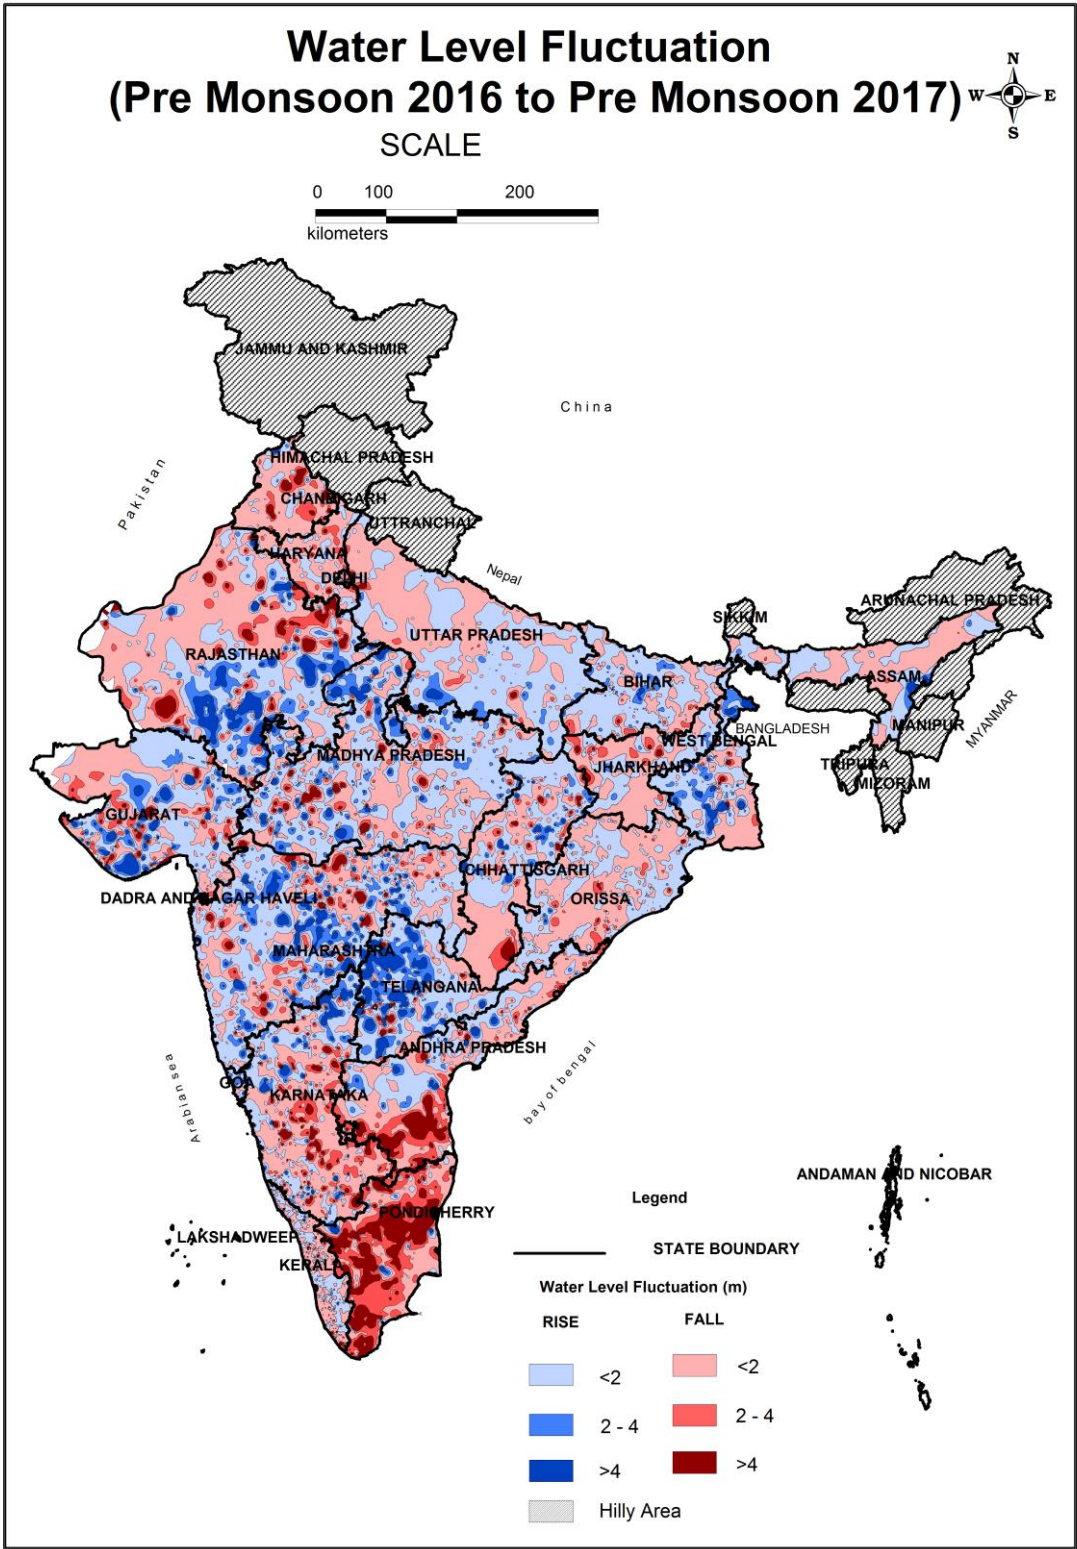 Water Level Fluctuation
(Pre Monsoon 2016 to Pre Monsoon 2017)
N
W E
S
SCALE
0 100 200
kilometers
JAMMU AND KASHMIR
China
HIMACHAL PRADESH
Pakistan
CHANDIGARH
UTTRANCHAL
HARYANA
DELHI
Nepal
ARUNACHAL PRADESH
SIKKIM
UTTAR PRADESH
RAJASTHAN
BIHAR
ASSAM
MANIPUR
MYANMAR
BANGLADESH
WEST BENGAL
MADHYA PRADESH
JHARKHAND
TRIPURA
MIZORAM
GUJARAT
CHHATTISGARH
DADRA AND NAGAR HAVELI
ORISSA
MAHARASHTRA
TELANGANA
ANDHRA PRADESH
bay of bengal
Arabian sea
GOA
KARNATAKA
ANDAMAN AND NICOBAR
PONDICHERRY
LAKSHADWEEP
KERALA
Legend
STATE BOUNDARY
Water Level Fluctuation (m)
RISE FALL
<2 <2
2 - 4 2 - 4
>4 >4
Hilly Area